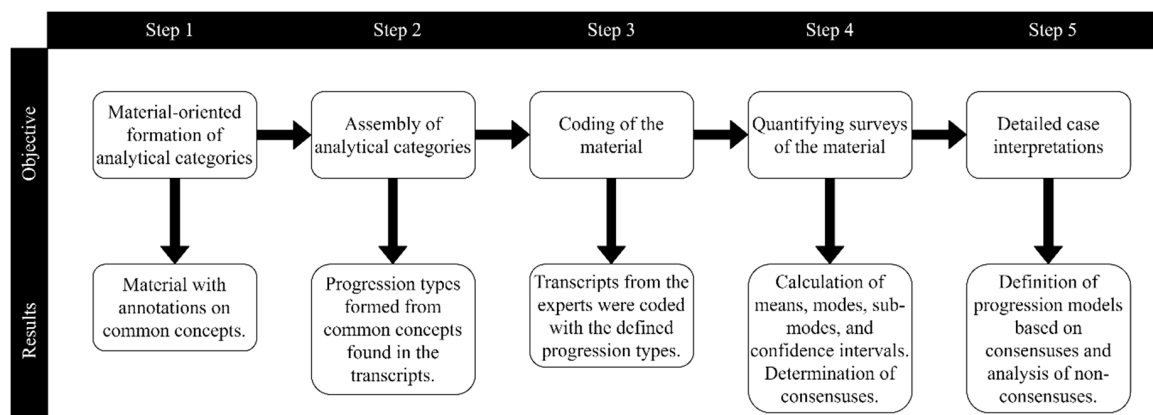 Step 1
Step 2
Step 3
Step 4
Step 5
Objective
Material-oriented
formation of
analytical categories
Assembly of
analytical categories
Coding of the
material
Quantifying surveys
of the material
Detailed case
interpretations
Results
Material with
annotations on
common concepts.
Progression types
formed from
common concepts
found in the
transcripts.
Transcripts from the
experts were coded
with the defined
progression types.
Calculation of
means, modes, sub-
modes, and
confidence intervals.
Determination of
consensuses.
Definition of
progression models
based on
consensuses and
analysis of non-
consensuses.